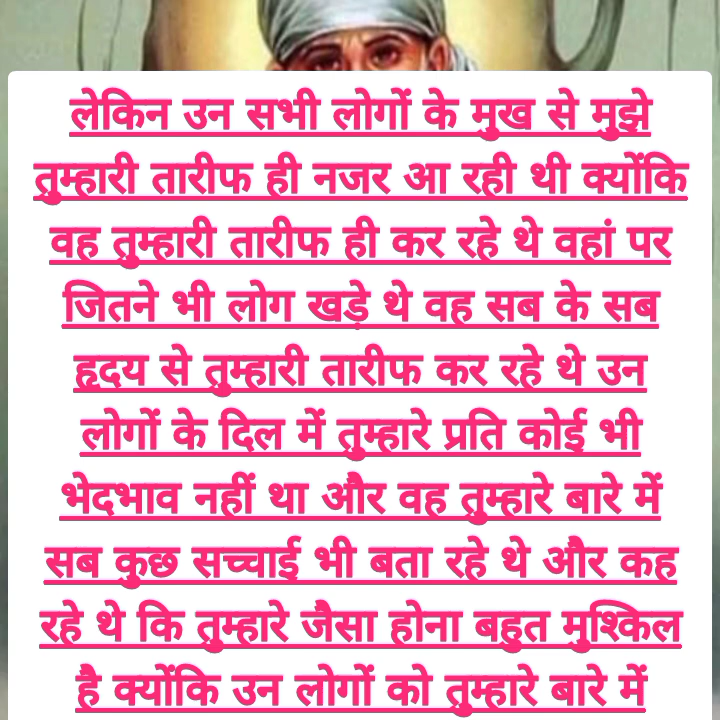 लेकिन उन सभी लोगों के मुख से मुझे
तुम्हारी तारीफ ही नजर आ रही थी क्योंकि
वह तुम्हारी तारीफ ही कर रहे थे वहां पर
जितने भी लोग खड़े थे वह सब के सब
हृदय से तुम्हारी तारीफ कर रहे थे उन
लोगों के दिल में तुम्हारे प्रति कोई भी
भेदभाव नहीं था और वह तुम्हारे बारे में
सब कुछ सच्चाई भी बता रहे थे और कह
रहे थे कि तुम्हारे जैसा होना बहुत मुश्किल
है क्योंकि उन लोगों को तुम्हारे बारे में